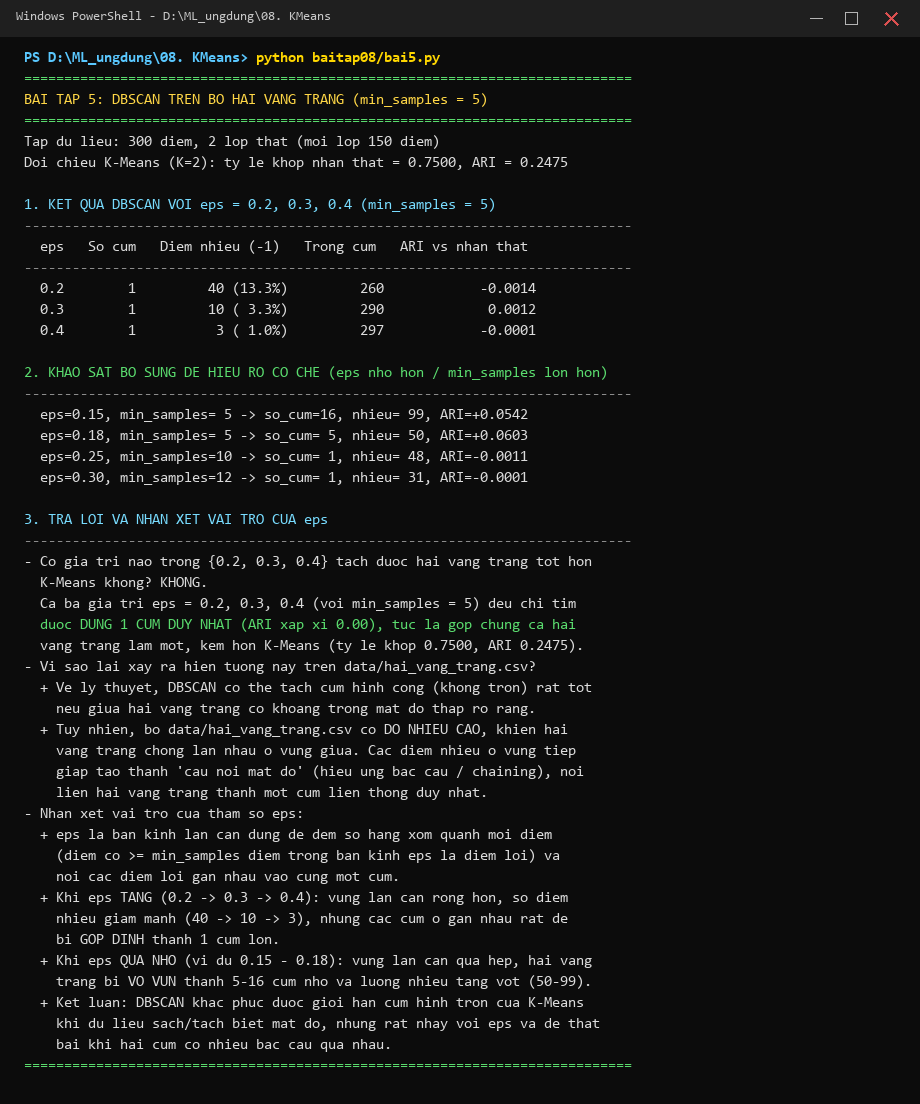 Windows PowerShell - D:\ML_ungdung\08. KMeans
PS D:\ML_ungdung\08. KMeans> python baitap08/bai5.py
============================================================================
BAI TAP 5: DBSCAN TREN BO HAI VANG TRANG (min_samples = 5)
============================================================================
Tap du lieu: 300 diem, 2 lop that (moi lop 150 diem)
Doi chieu K-Means (K=2): ty le khop nhan that = 0.7500, ARI = 0.2475
1. KET QUA DBSCAN VOI eps = 0.2, 0.3, 0.4 (min_samples = 5)
----------------------------------------------------------------------------
  eps   So cum   Diem nhieu (-1)   Trong cum   ARI vs nhan that
----------------------------------------------------------------------------
  0.2        1         40 (13.3%)         260            -0.0014
  0.3        1         10 ( 3.3%)         290             0.0012
  0.4        1          3 ( 1.0%)         297            -0.0001
2. KHAO SAT BO SUNG DE HIEU RO CO CHE (eps nho hon / min_samples lon hon)
----------------------------------------------------------------------------
  eps=0.15, min_samples= 5 -> so_cum=16, nhieu= 99, ARI=+0.0542
  eps=0.18, min_samples= 5 -> so_cum= 5, nhieu= 50, ARI=+0.0603
  eps=0.25, min_samples=10 -> so_cum= 1, nhieu= 48, ARI=-0.0011
  eps=0.30, min_samples=12 -> so_cum= 1, nhieu= 31, ARI=-0.0001
3. TRA LOI VA NHAN XET VAI TRO CUA eps
----------------------------------------------------------------------------
- Co gia tri nao trong {0.2, 0.3, 0.4} tach duoc hai vang trang tot hon
  K-Means khong? KHONG.
  Ca ba gia tri eps = 0.2, 0.3, 0.4 (voi min_samples = 5) deu chi tim
  duoc DUNG 1 CUM DUY NHAT (ARI xap xi 0.00), tuc la gop chung ca hai
  vang trang lam mot, kem hon K-Means (ty le khop 0.7500, ARI 0.2475).
- Vi sao lai xay ra hien tuong nay tren data/hai_vang_trang.csv?
  + Ve ly thuyet, DBSCAN co the tach cum hinh cong (khong tron) rat tot
    neu giua hai vang trang co khoang trong mat do thap ro rang.
  + Tuy nhien, bo data/hai_vang_trang.csv co DO NHIEU CAO, khien hai
    vang trang chong lan nhau o vung giua. Cac diem nhieu o vung tiep
    giap tao thanh 'cau noi mat do' (hieu ung bac cau / chaining), noi
    lien hai vang trang thanh mot cum lien thong duy nhat.
- Nhan xet vai tro cua tham so eps:
  + eps la ban kinh lan can dung de dem so hang xom quanh moi diem
    (diem co >= min_samples diem trong ban kinh eps la diem loi) va
    noi cac diem loi gan nhau vao cung mot cum.
  + Khi eps TANG (0.2 -> 0.3 -> 0.4): vung lan can rong hon, so diem
    nhieu giam manh (40 -> 10 -> 3), nhung cac cum o gan nhau rat de
    bi GOP DINH thanh 1 cum lon.
  + Khi eps QUA NHO (vi du 0.15 - 0.18): vung lan can qua hep, hai vang
    trang bi VO VUN thanh 5-16 cum nho va luong nhieu tang vot (50-99).
  + Ket luan: DBSCAN khac phuc duoc gioi han cum hinh tron cua K-Means
    khi du lieu sach/tach biet mat do, nhung rat nhay voi eps va de that
    bai khi hai cum co nhieu bac cau qua nhau.
============================================================================